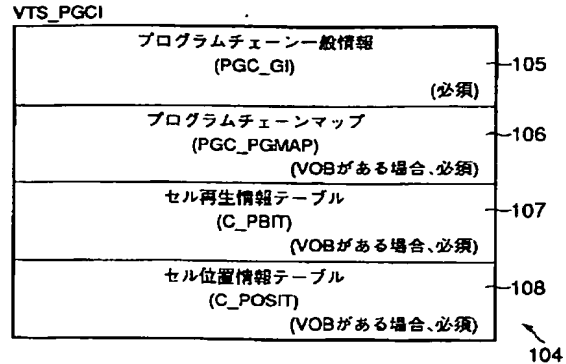 VTS_PGCI
プログラムチェーン一般情報
(PGC_GI)
(必須)
105
プログラムチェーンマップ
(PGC_PGMAP)
(VOBがある場合、必須)
106
セル再生情報テーブル
(C_PBIT)
(VOBがある場合、必須)
107
セル位置情報テーブル
(C_POSIT)
(VOBがある場合、必須)
108
104